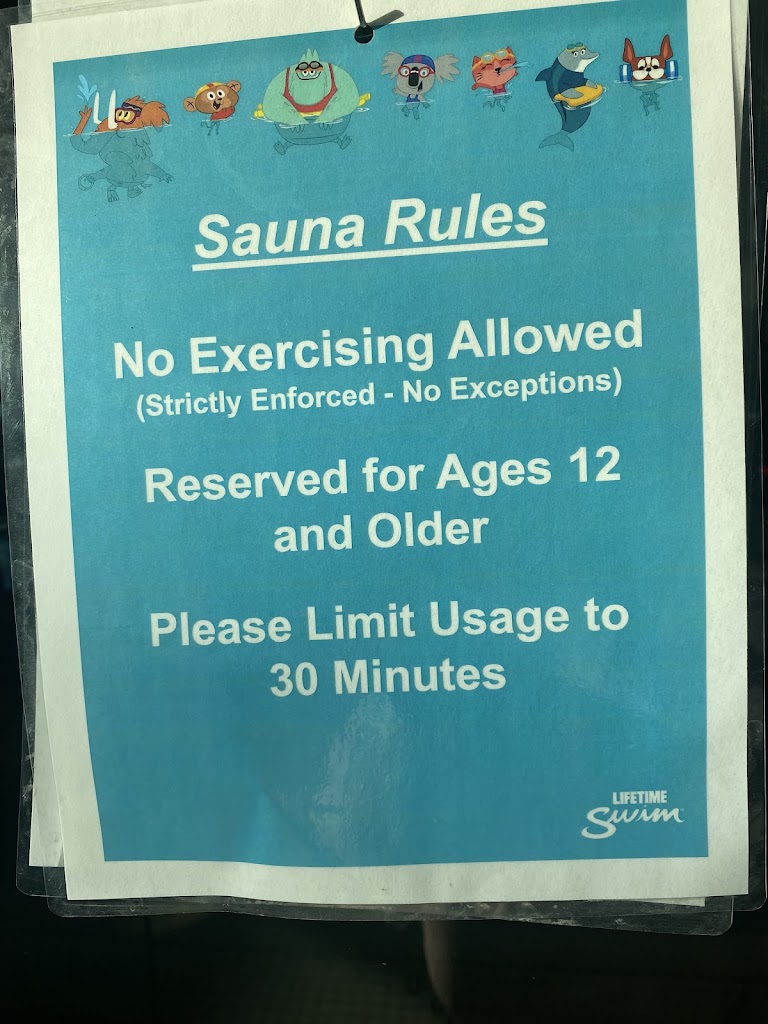 Sauna Rules
No Exercising Allowed
(Strictly Enforced - No Exceptions)
Reserved for Ages 12
and Older
Please Limit Usage to
30 Minutes
LIFETIME
Swim